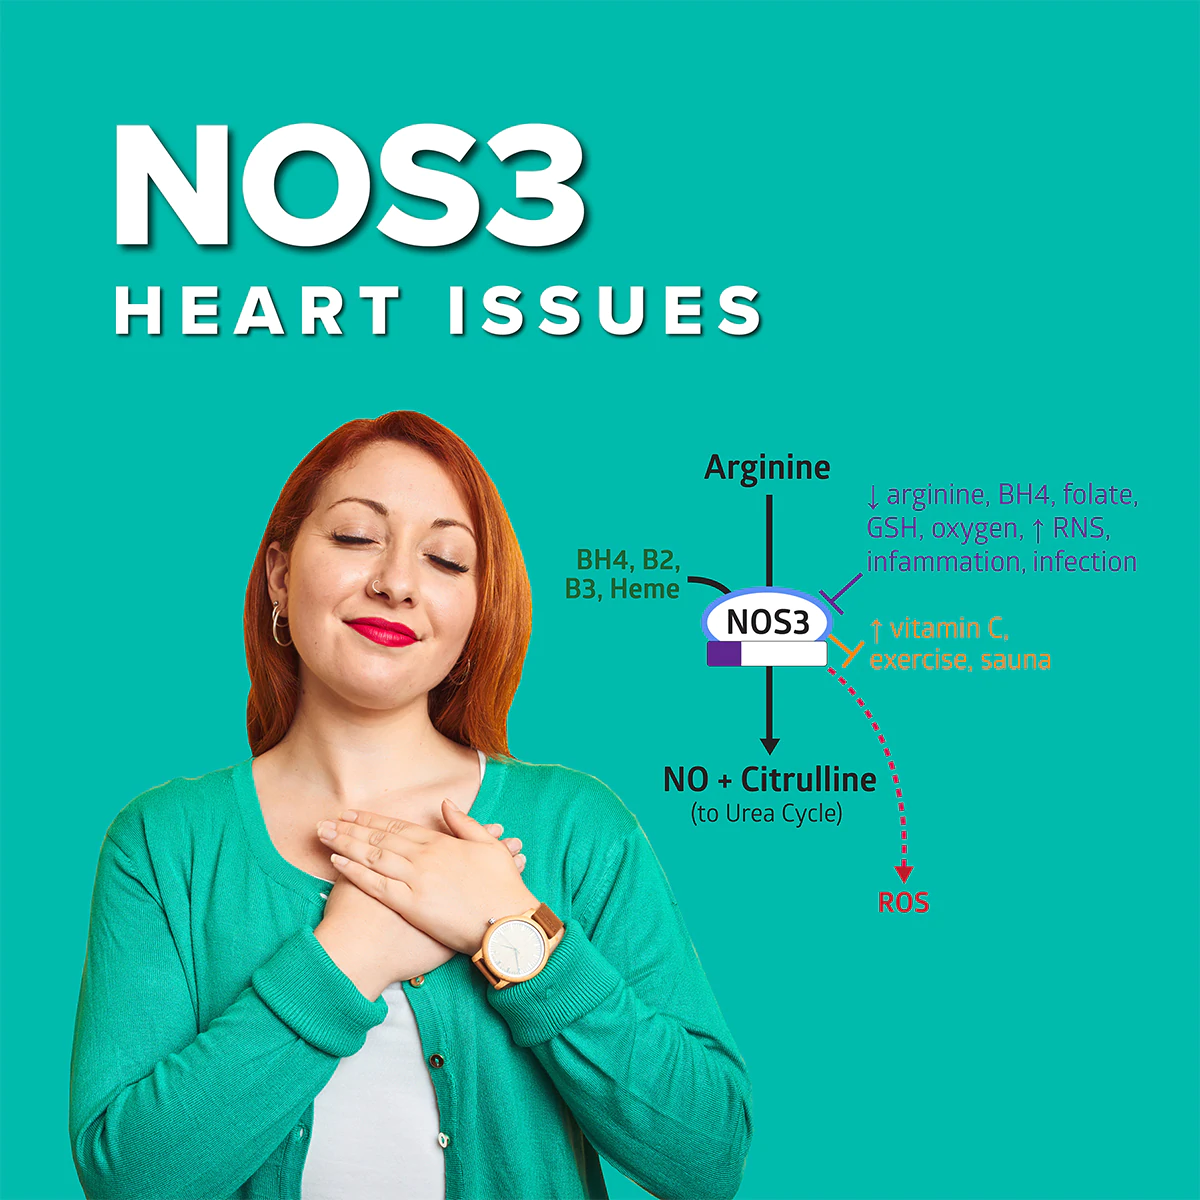 NOS3
HEART ISSUES
Arginine
↓ arginine, BH4, folate,
GSH, oxygen, ↑ RNS,
infammation, infection
BH4, B2,
B3, Heme
NOS3
↑ vitamin C,
exercise, sauna
NO + Citrulline
(to Urea Cycle)
ROS